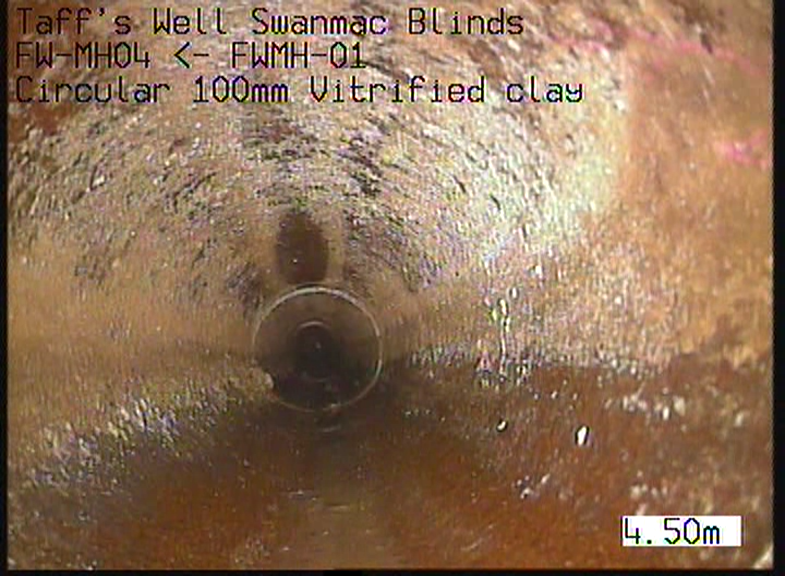 Taff's Well Swanmac Blinds
FW-MH04 <- FWMH-01
Circular 100mm Vitrified clay
4.50m